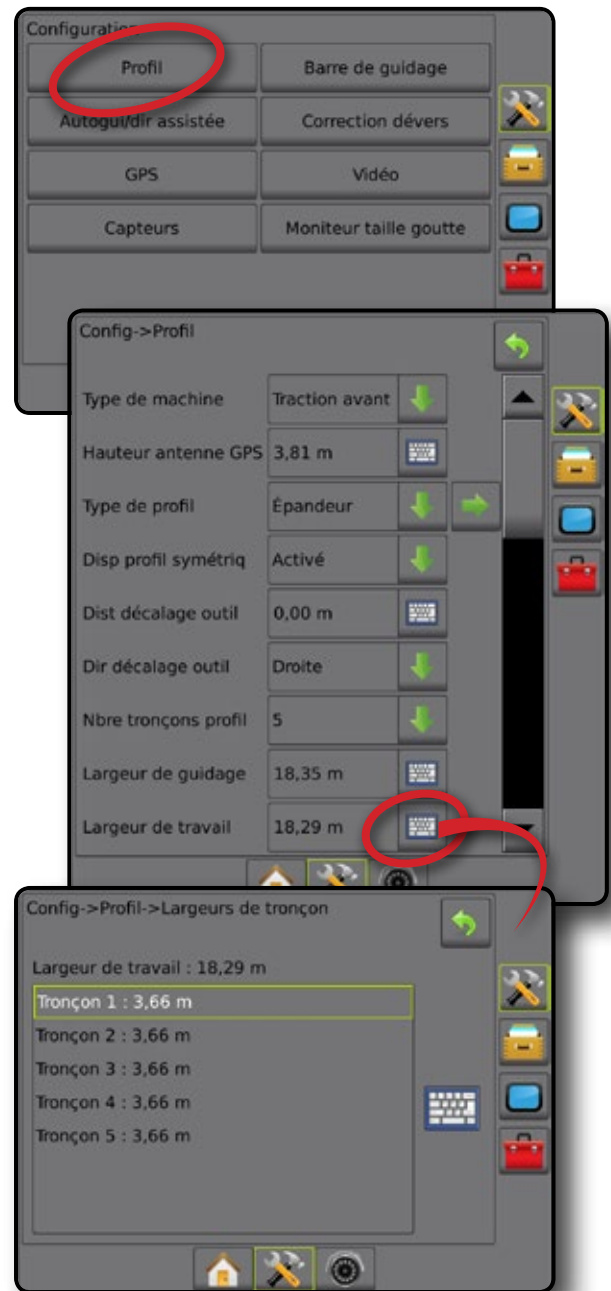 Configuration
Profil
Barre de guidage
Autogui/dir assistée
Correction dévers
GPS
Vidéo
Capteurs
Moniteur taille goutte
Config->Profil
Type de machine
Traction avant
Hauteur antenne GPS
3,81 m
Type de profil
Épandeur
Disp profil symétriq
Activé
Dist décalage outil
0,00 m
Dir décalage outil
Droite
Nbre tronçons profil
5
Largeur de guidage
18,35 m
Largeur de travail
18,29 m
Config->Profil->Largeurs de tronçon
Largeur de travail : 18,29 m
Tronçon 1 : 3,66 m
Tronçon 2 : 3,66 m
Tronçon 3 : 3,66 m
Tronçon 4 : 3,66 m
Tronçon 5 : 3,66 m